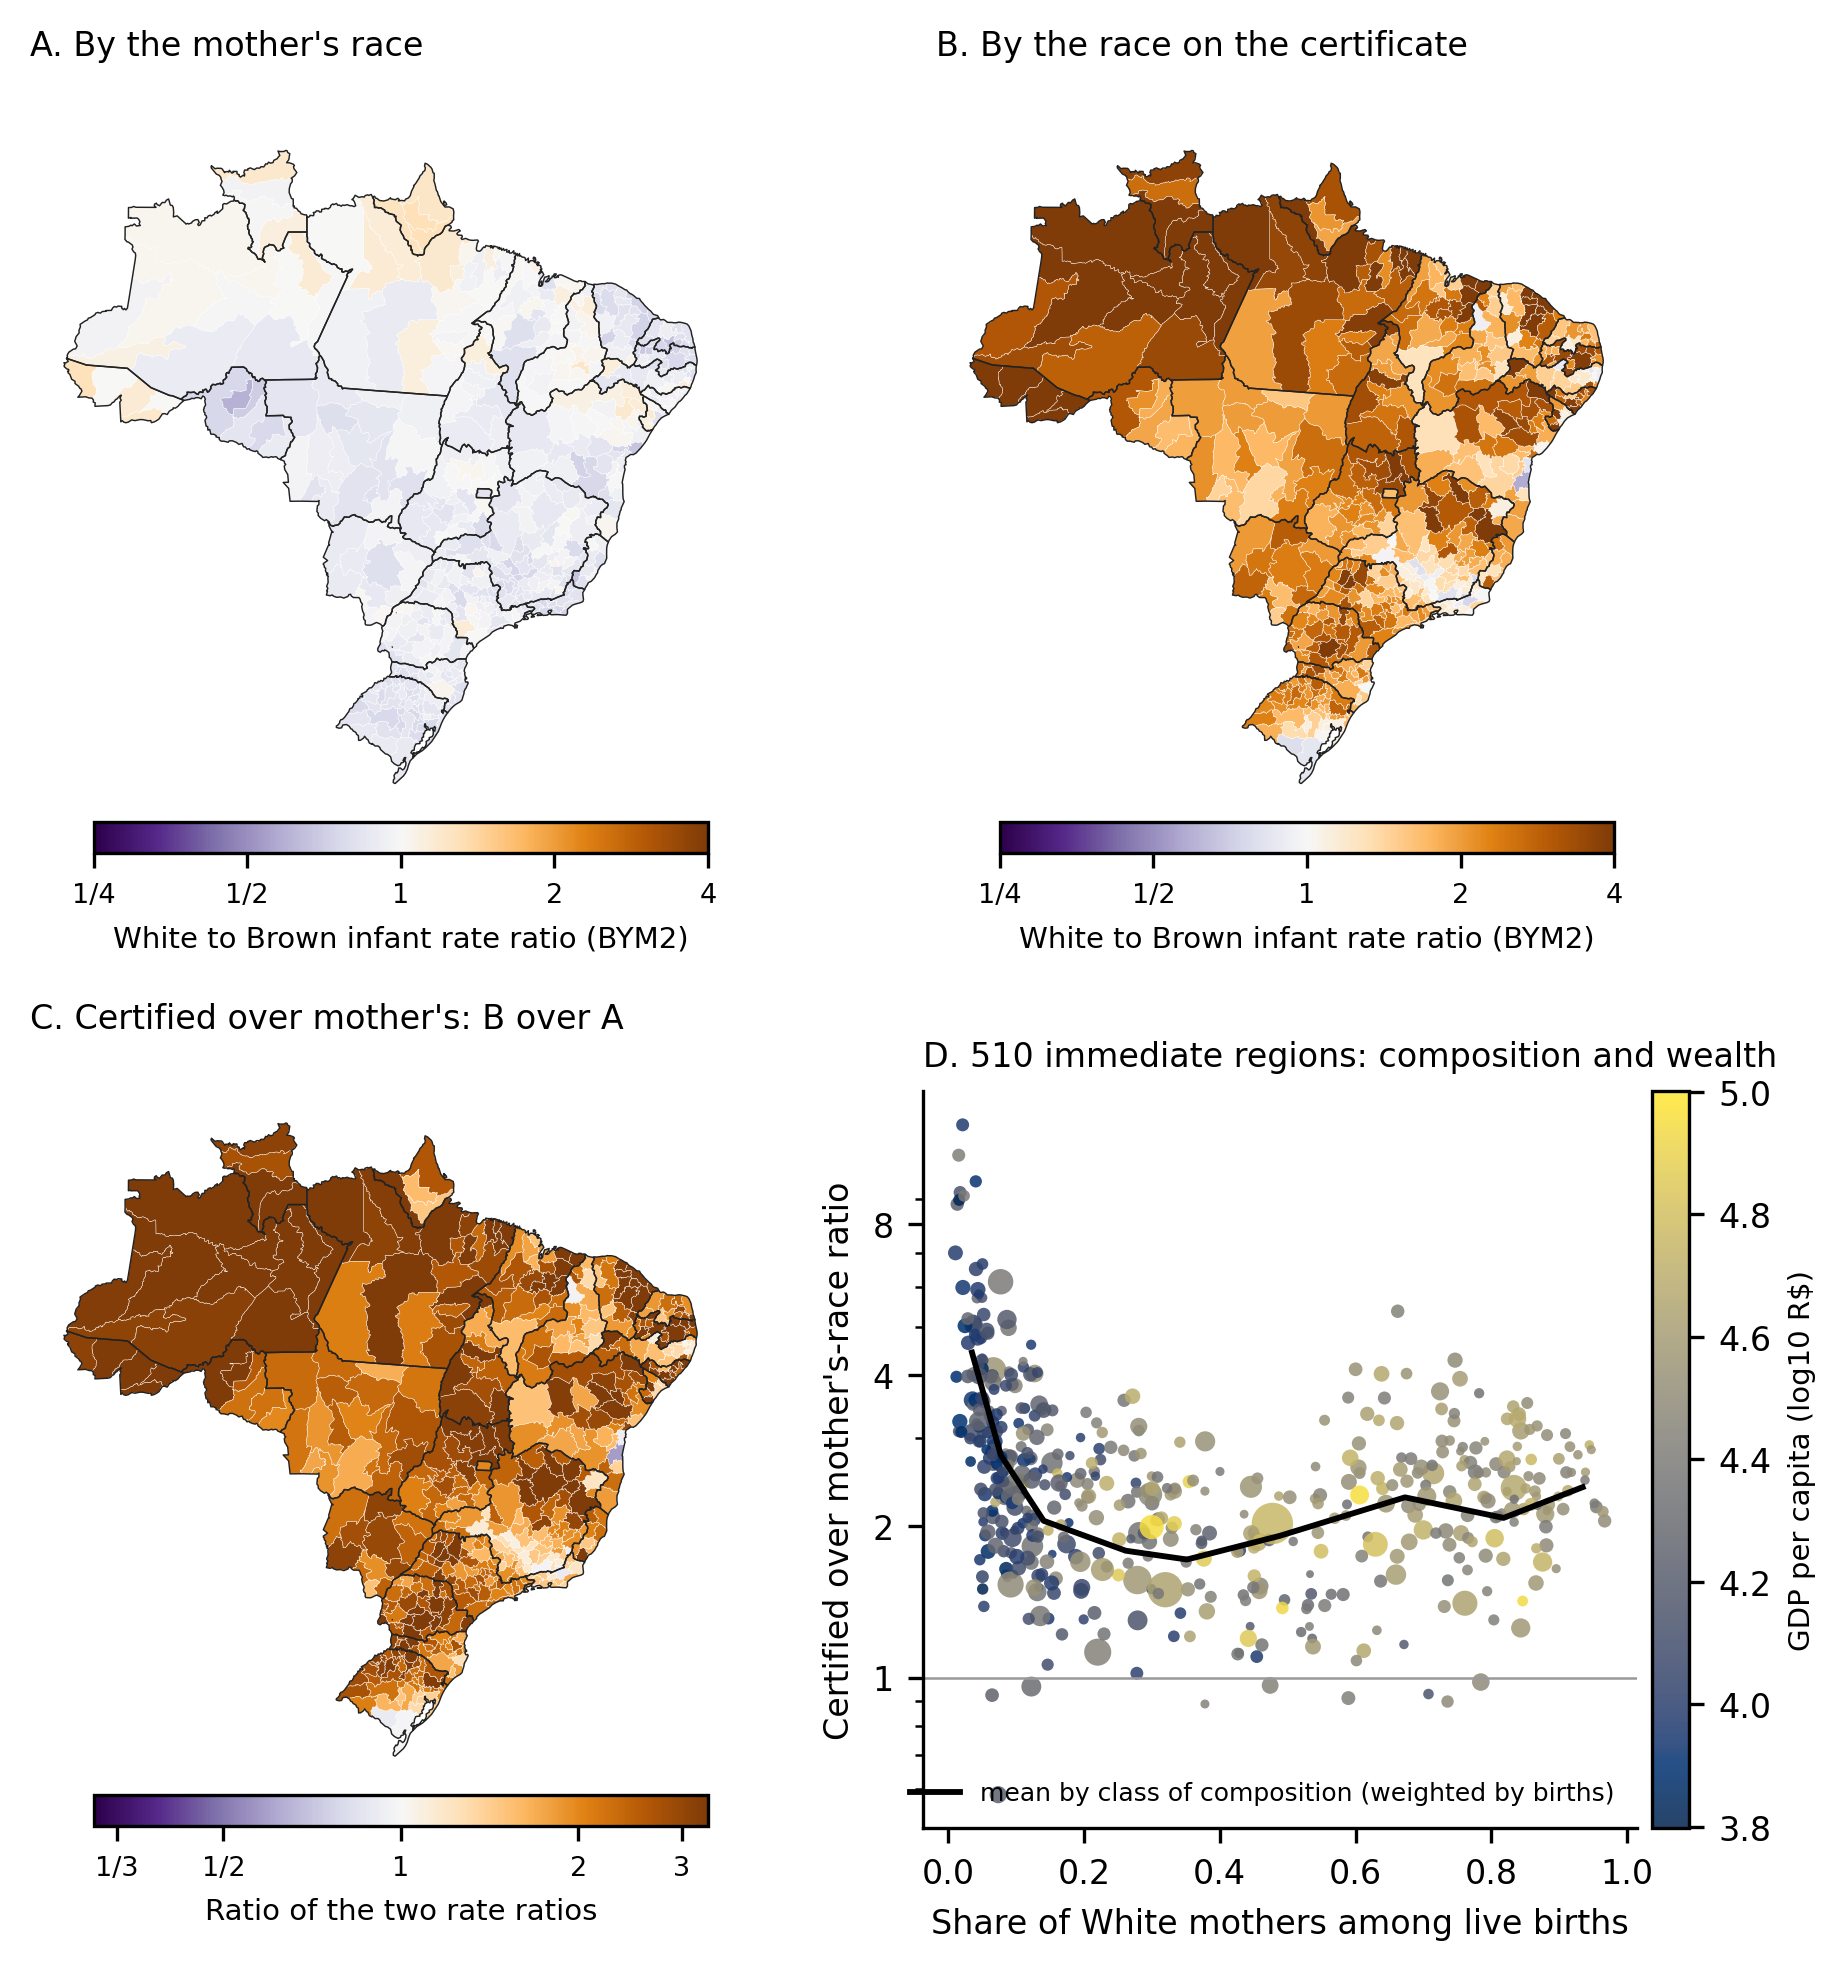 A. By the mother's race
B. By the race on the certificate
1/4 1/2 1 2 4
White to Brown infant rate ratio (BYM2)
1/4 1/2 1 2 4
White to Brown infant rate ratio (BYM2)
C. Certified over mother's: B over A
1/3 1/2 1 2 3
Ratio of the two rate ratios
D. 510 immediate regions: composition and wealth
Certified over mother's-race ratio
8
4
2
1
mean by class of composition (weighted by births)
0.0 0.2 0.4 0.6 0.8 1.0
Share of White mothers among live births
5.0
4.8
4.6
4.4
4.2
4.0
3.8
GDP per capita (log10 R$)